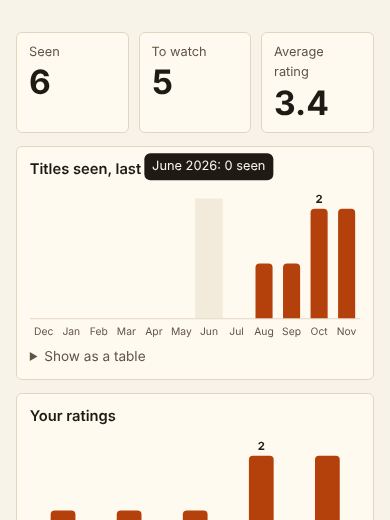 Seen
6
To watch
5
Average
rating
3.4
Titles seen, last
June 2026: 0 seen
2
Dec Jan Feb Mar Apr May Jun Jul Aug Sep Oct Nov
Show as a table
Your ratings
2